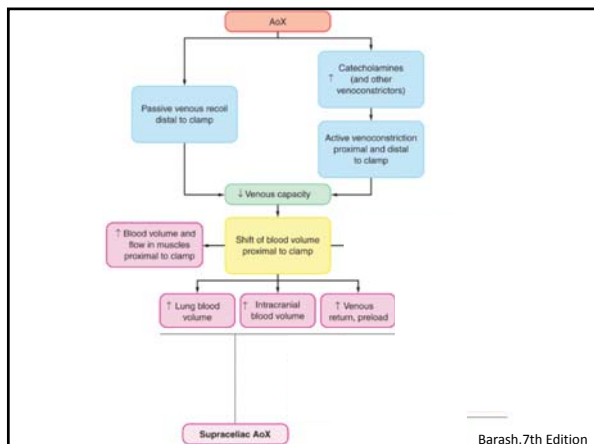 AoX
↑ Catecholamines
(and other
venoconstrictors)
Passive venous recoil
distal to clamp
Active venoconstriction
proximal and distal
to clamp
↓ Venous capacity
↑ Blood volume and
flow in muscles
proximal to clamp
Shift of blood volume
proximal to clamp
↑ Lung blood
volume
↑ Intracranial
blood volume
↑ Venous
return, preload
Supraceliac AoX
Barash.7th Edition